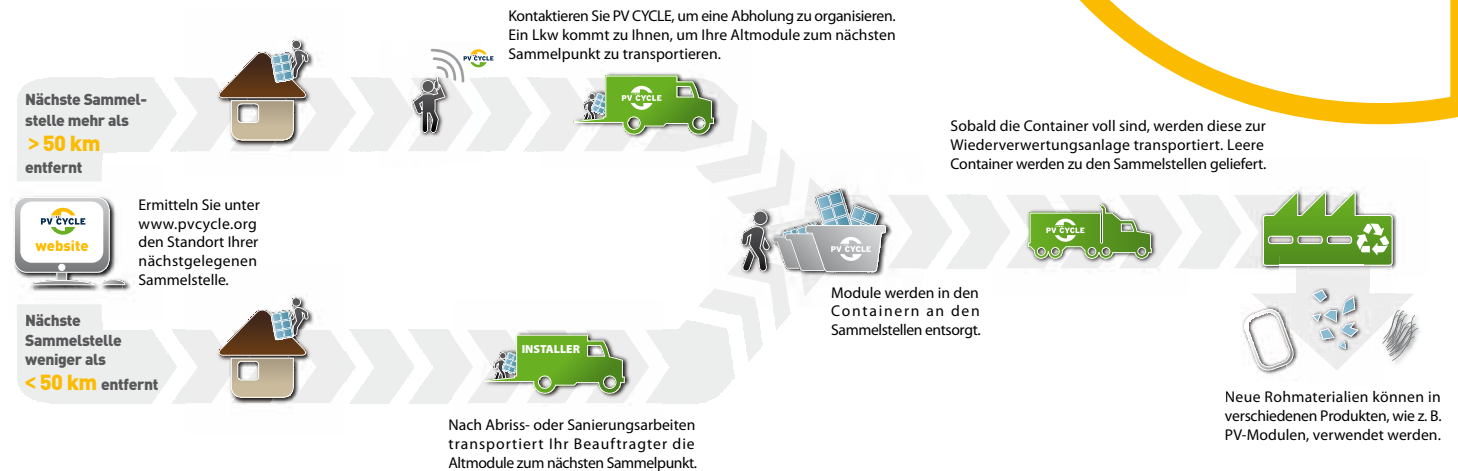 Kontaktieren Sie PV CYCLE, um eine Abholung zu organisieren.
Ein Lkw kommt zu Ihnen, um Ihre Altmodule zum nächsten
Sammelpunkt zu transportieren.
PV CYCLE
Nächste Sammel-
stelle mehr als
> 50 km
entfernt
PV CYCLE
Sobald die Container voll sind, werden diese zur
Wiederverwertungsanlage transportiert. Leere
Container werden zu den Sammelstellen geliefert.
PV CYCLE
website
Ermitteln Sie unter
www.pvcycle.org
den Standort Ihrer
nächstgelegenen
Sammelstelle.
PV CYCLE
PV CYCLE
Module werden in den
Containern an den
Sammelstellen entsorgt.
Nächste
Sammelstelle
weniger als
< 50 km entfernt
INSTALLER
Nach Abriss- oder Sanierungsarbeiten
transportiert Ihr Beauftragter die
Altmodule zum nächsten Sammelpunkt.
Neue Rohmaterialien können in
verschiedenen Produkten, wie z. B.
PV-Modulen, verwendet werden.